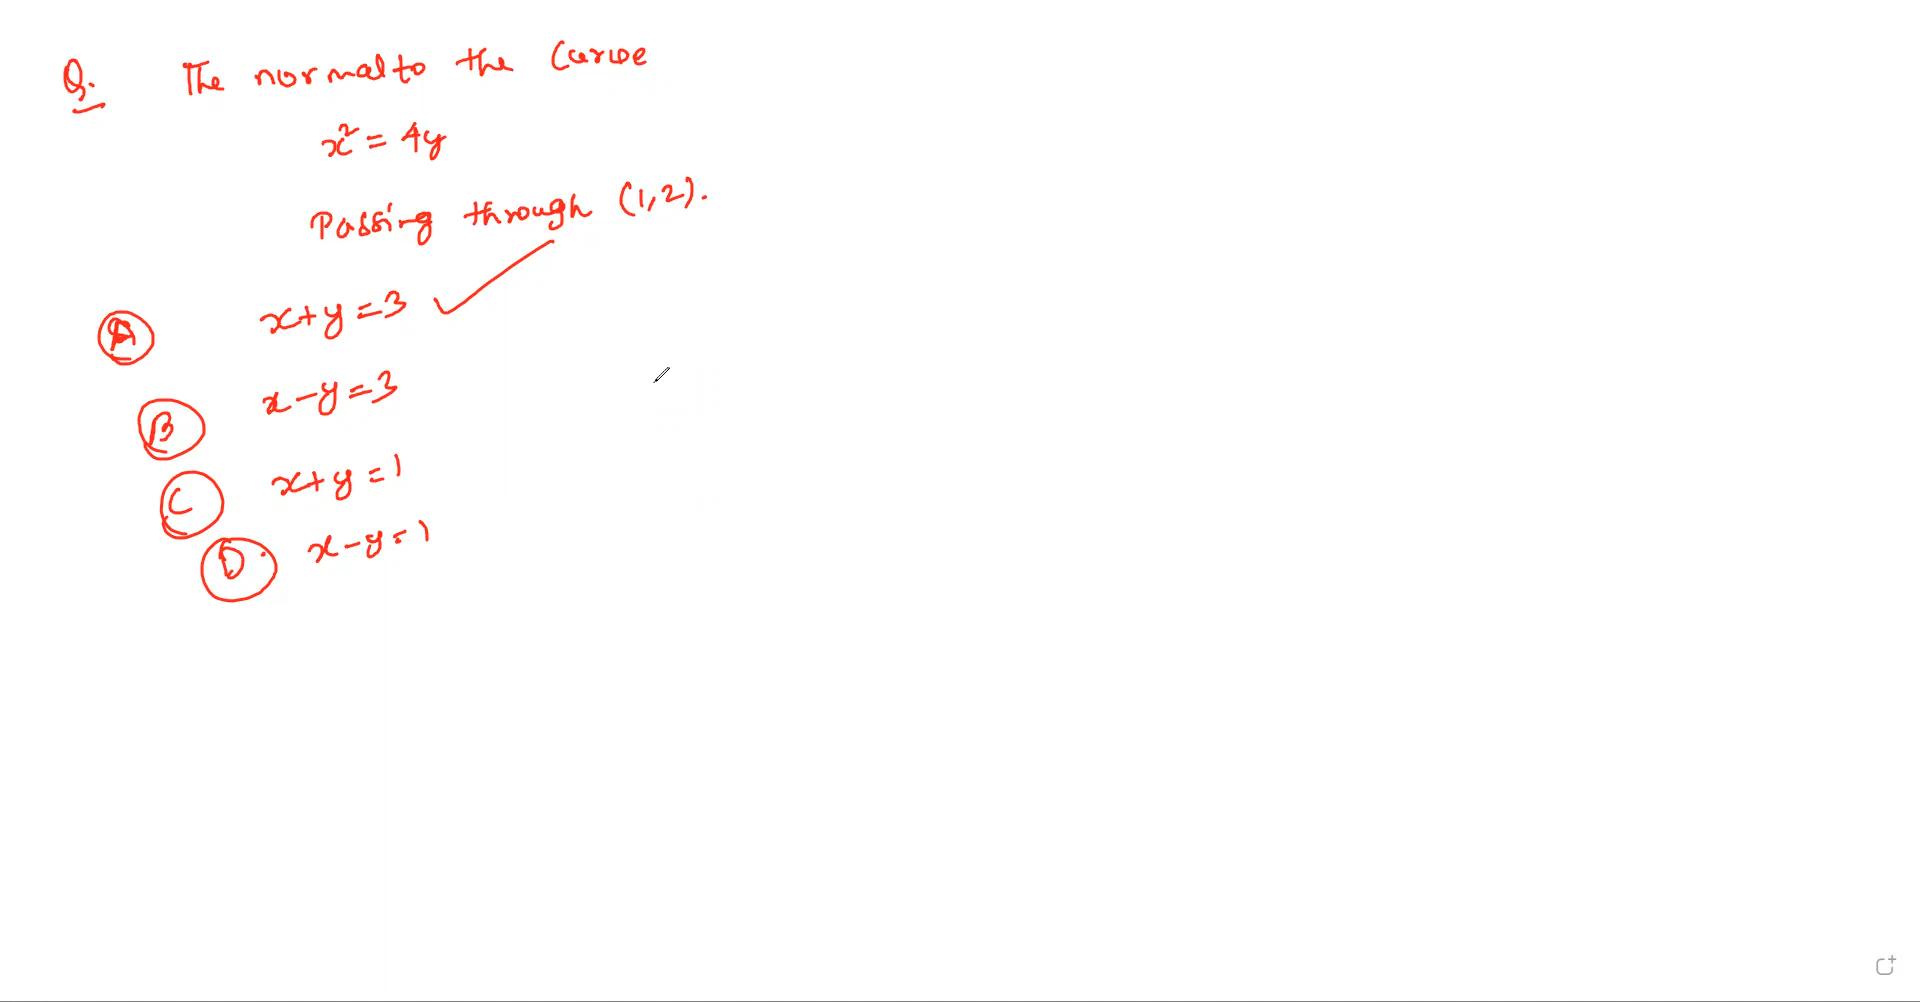 Q. The normal to the Curve
x² = 4y
Passing through (1,2).
A x+y=3
B x-y=3
C x+y=1
D x-y=1